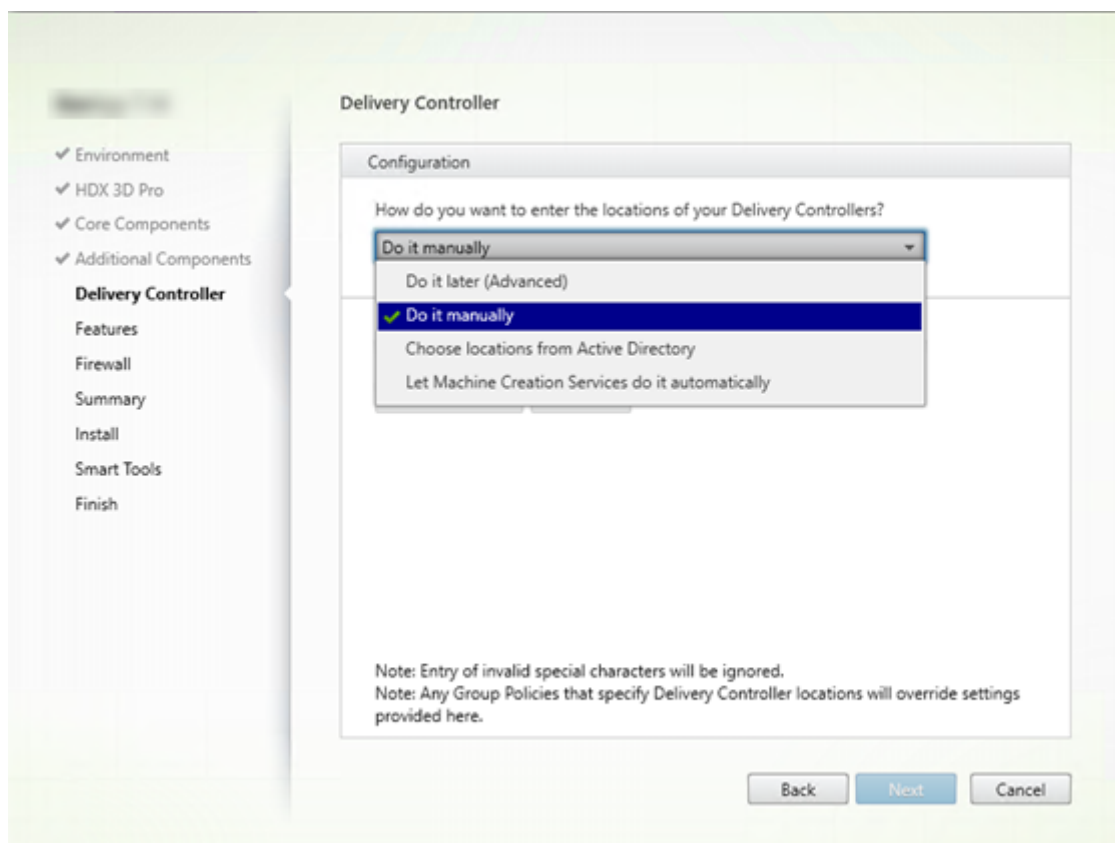 Delivery Controller
Environment
HDX 3D Pro
Core Components
Additional Components
Delivery Controller
Features
Firewall
Summary
Install
Smart Tools
Finish
Configuration
How do you want to enter the locations of your Delivery Controllers?
Do it manually
Do it later (Advanced)
Do it manually
Choose locations from Active Directory
Let Machine Creation Services do it automatically
Note: Entry of invalid special characters will be ignored.
Note: Any Group Policies that specify Delivery Controller locations will override settings
provided here.
Back
Next
Cancel